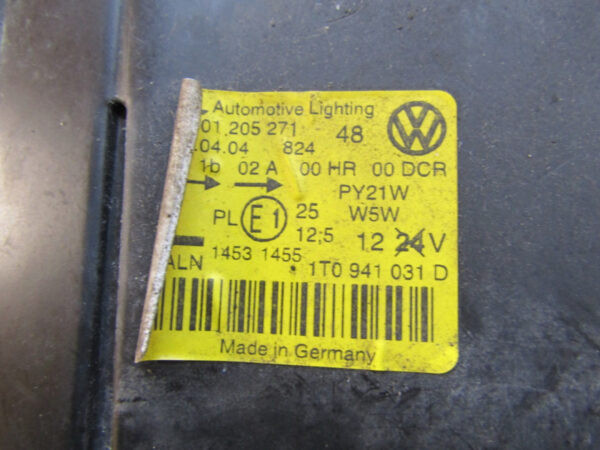 Automotive Lighting
01.205 271 48
.04.04 824
1b 02 A 00 HR 00 DCR
PY21W
PL E1 25 W5W
12,5 12 24 V
ALN 1453 1455
1T0 941 031 D
Made in Germany